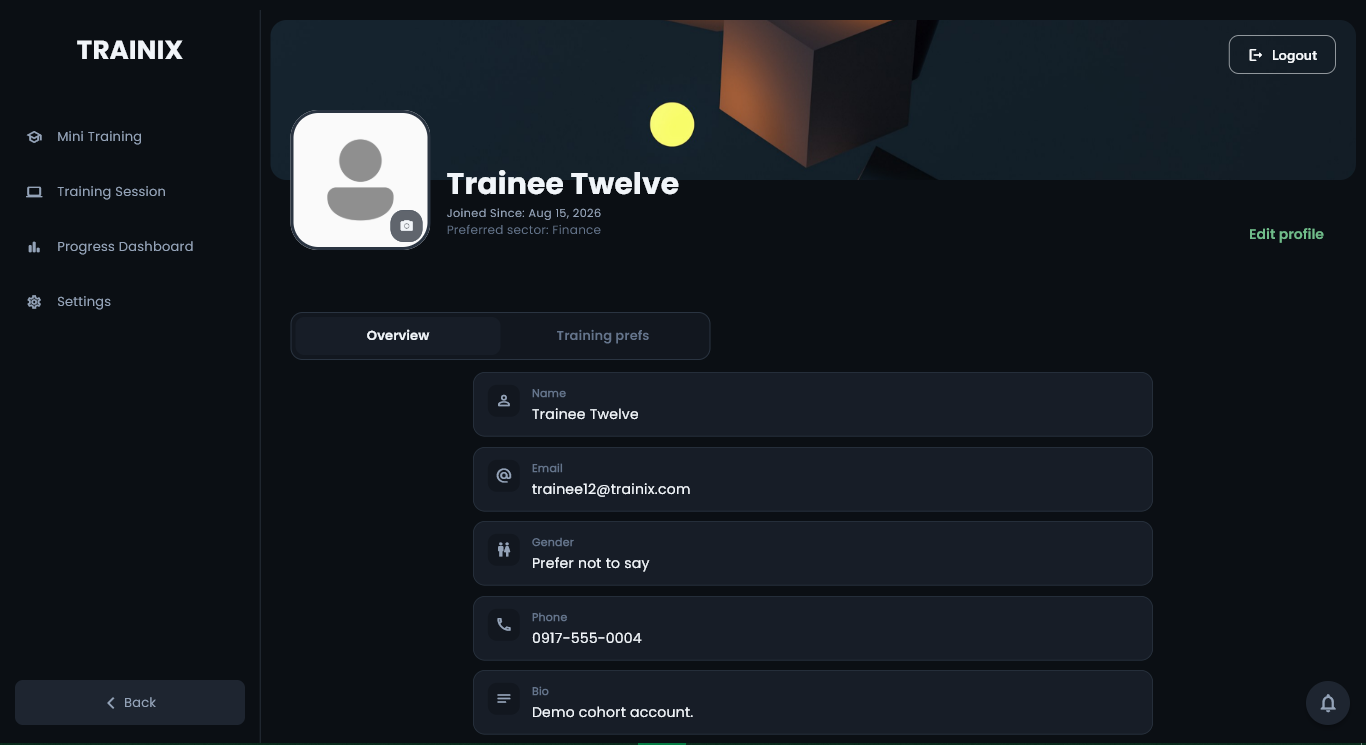 TRAINIX
Mini Training
Training Session
Progress Dashboard
Settings
Back
Logout
Trainee Twelve
Joined Since: Aug 15, 2026
Preferred sector: Finance
Edit profile
Overview
Training prefs
Name
Trainee Twelve
Email
trainee12@trainix.com
Gender
Prefer not to say
Phone
0917-555-0004
Bio
Demo cohort account.